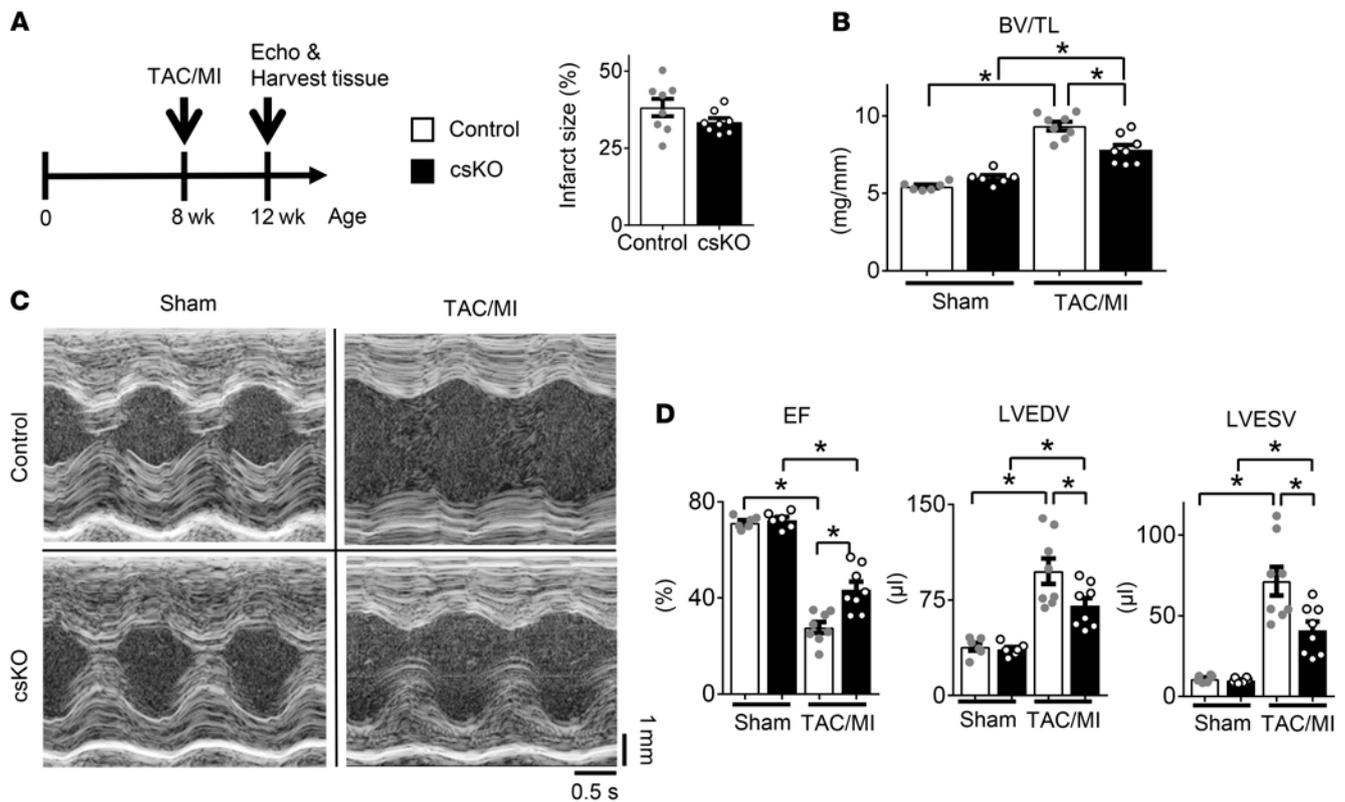 A
TAC/MI
Echo &
Harvest tissue
0
8 wk
12 wk
Age
Control
csKO
Infarct size (%)
50
25
0
Control csKO
B
BV/TL
*
*
*
(mg/mm)
10
5
0
Sham
TAC/MI
C
Sham
TAC/MI
Control
csKO
1 mm
0.5 s
D
EF
*
*
*
(%)
80
40
0
Sham TAC/MI
LVEDV
*
*
*
(µl)
150
75
0
Sham TAC/MI
LVESV
*
*
*
(µl)
100
50
0
Sham TAC/MI